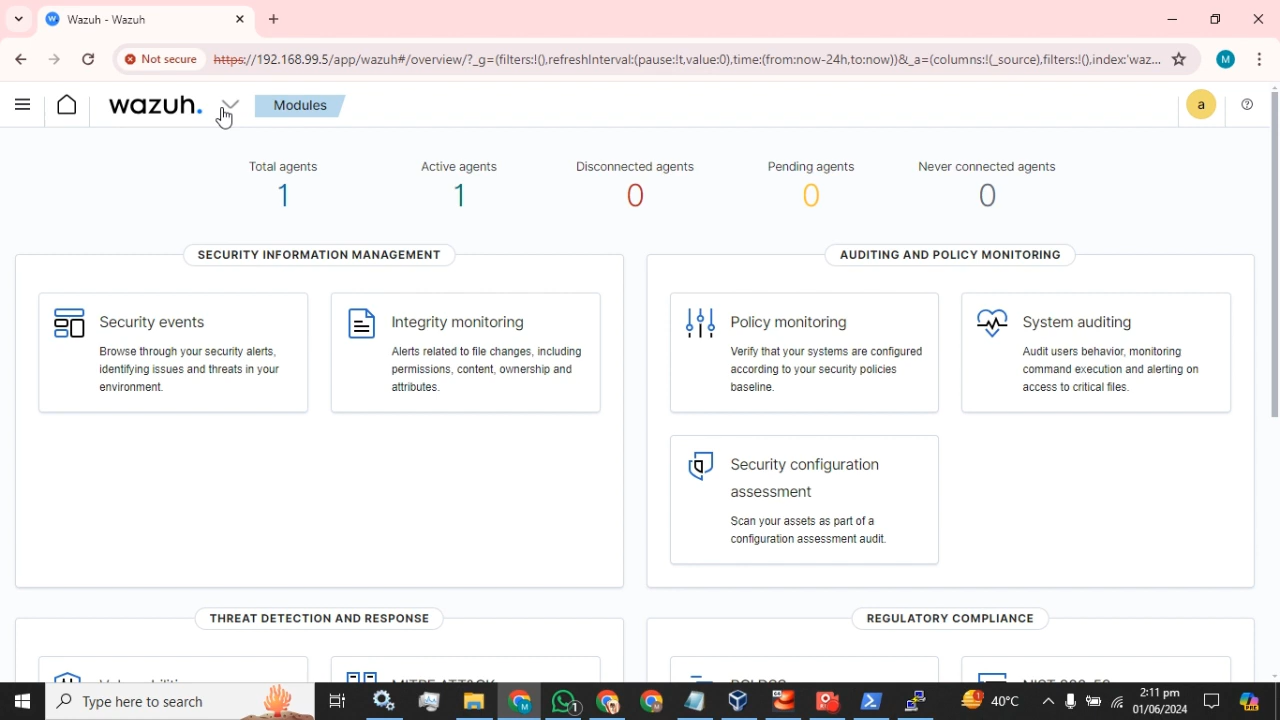 Wazuh - Wazuh
Not secure
https://192.168.99.5/app/wazuh#/overview/?_g=(filters:!(),refreshInterval:(pause:!t,value:0),time:(from:now-24h,to:now))&_a=(columns:!(_source),filters:!(),index:'waz...
M
wazuh.
Modules
a
Total agents
1
Active agents
1
Disconnected agents
0
Pending agents
0
Never connected agents
0
SECURITY INFORMATION MANAGEMENT
Security events
Browse through your security alerts,
identifying issues and threats in your
environment.
Integrity monitoring
Alerts related to file changes, including
permissions, content, ownership and
attributes.
AUDITING AND POLICY MONITORING
Policy monitoring
Verify that your systems are configured
according to your security policies
baseline.
System auditing
Audit users behavior, monitoring
command execution and alerting on
access to critical files.
Security configuration
assessment
Scan your assets as part of a
configuration assessment audit.
THREAT DETECTION AND RESPONSE
REGULATORY COMPLIANCE
Type here to search
40°C
2:11 pm
01/06/2024